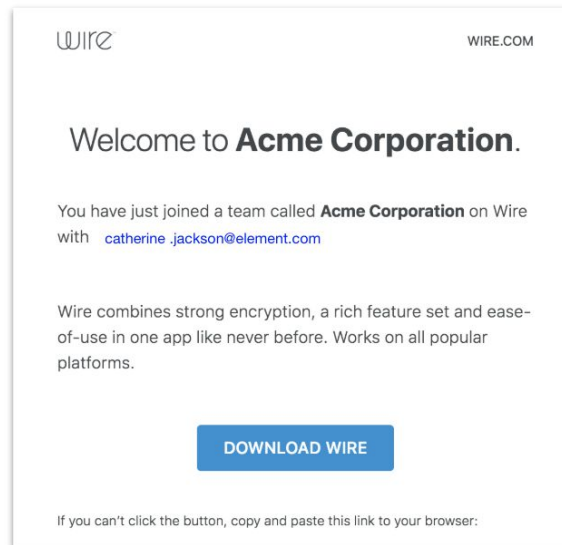 wire
WIRE.COM
Welcome to Acme Corporation.
You have just joined a team called Acme Corporation on Wire
with catherine .jackson@element.com
Wire combines strong encryption, a rich feature set and ease-
of-use in one app like never before. Works on all popular
platforms.
DOWNLOAD WIRE
If you can’t click the button, copy and paste this link to your browser: